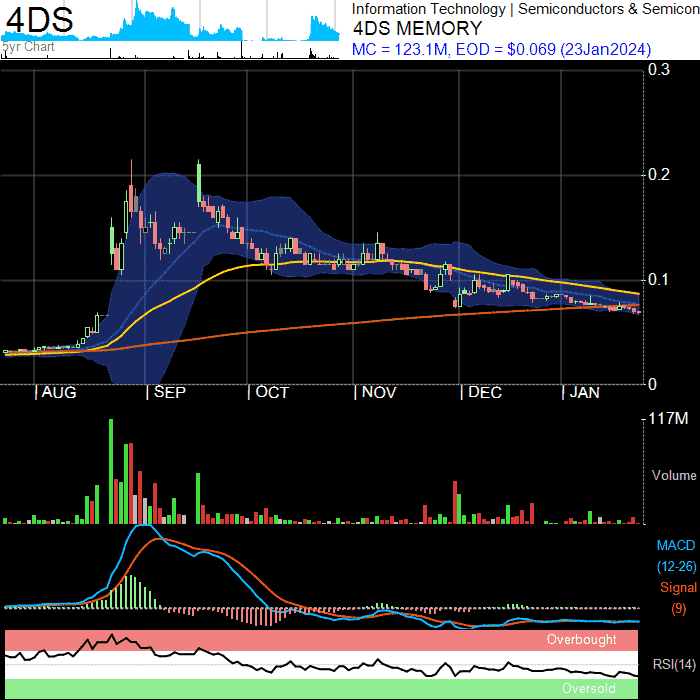 4DS
5yr Chart
Information Technology | Semiconductors & Semicon
4DS MEMORY
MC = 123.1M, EOD = $0.069 (23Jan2024)
0.3
0.2
0.1
0
| AUG | SEP | OCT | NOV | DEC | JAN
117M
Volume
MACD
(12-26)
Signal
(9)
Overbought
RSI(14)
Oversold